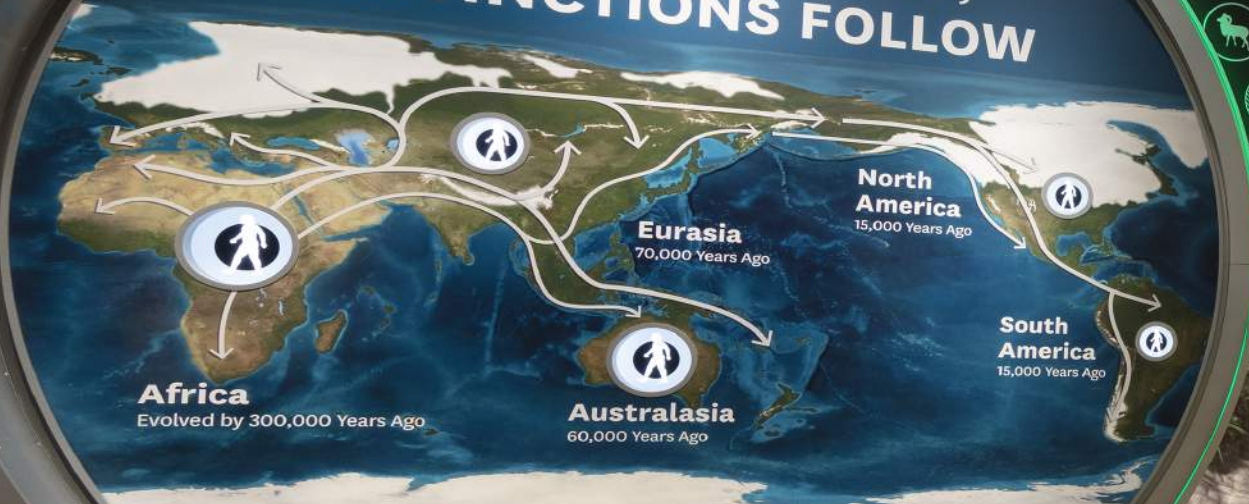 FOLLOW
North
America
15,000 Years Ago
Eurasia
70,000 Years Ago
South
America
15,000 Years Ago
Africa
Evolved by 300,000 Years Ago
Australasia
60,000 Years Ago